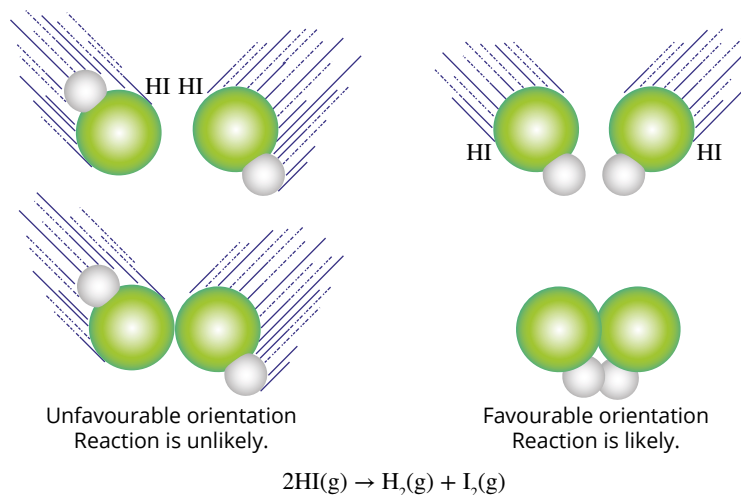 HI HI
HI
HI
Unfavourable orientation
Reaction is unlikely.
Favourable orientation
Reaction is likely.
2HI(g) → H₂(g) + I₂(g)